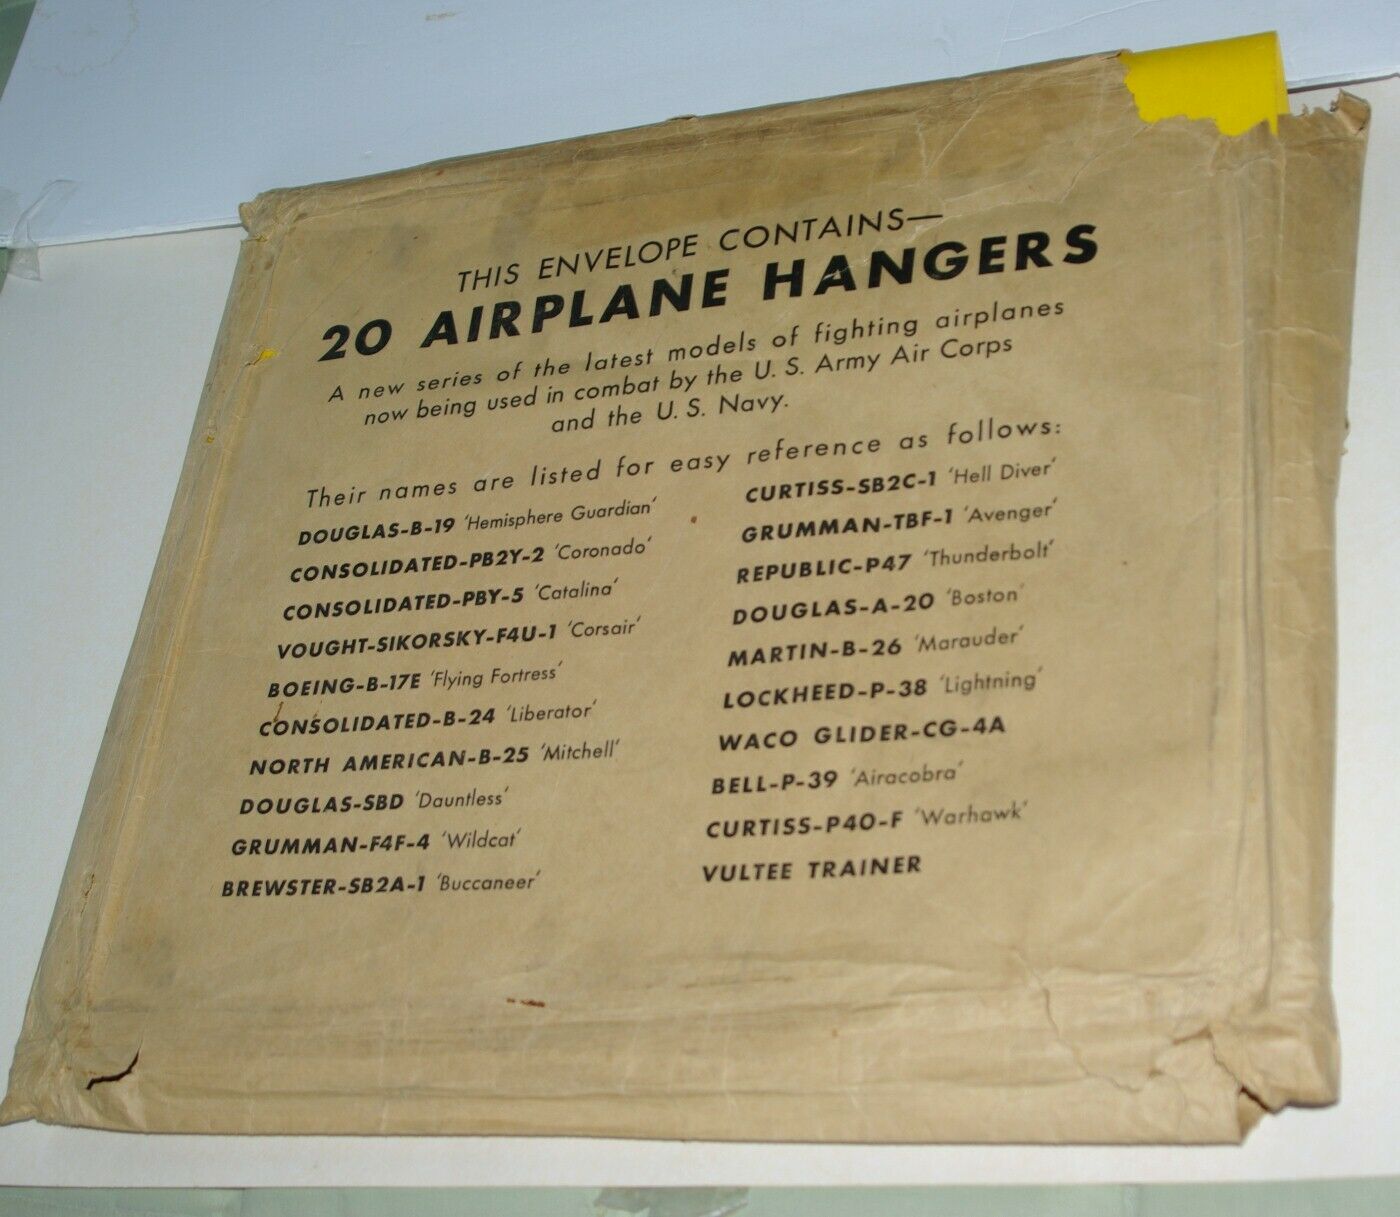 THIS ENVELOPE CONTAINS—
20 AIRPLANE HANGERS
A new series of the latest models of fighting airplanes
now being used in combat by the U. S. Army Air Corps
and the U. S. Navy.
Their names are listed for easy reference as follows:
DOUGLAS-B-19 'Hemisphere Guardian'
CONSOLIDATED-PB2Y-2 'Coronado'
CONSOLIDATED-PBY-5 'Catalina'
VOUGHT-SIKORSKY-F4U-1 'Corsair'
BOEING-B-17E 'Flying Fortress'
CONSOLIDATED-B-24 'Liberator'
NORTH AMERICAN-B-25 'Mitchell'
DOUGLAS-SBD 'Dauntless'
GRUMMAN-F4F-4 'Wildcat'
BREWSTER-SB2A-1 'Buccaneer'
CURTISS-SB2C-1 'Hell Diver'
GRUMMAN-TBF-1 'Avenger'
REPUBLIC-P47 'Thunderbolt'
DOUGLAS-A-20 'Boston'
MARTIN-B-26 'Marauder'
LOCKHEED-P-38 'Lightning'
WACO GLIDER-CG-4A
BELL-P-39 'Airacobra'
CURTISS-P40-F 'Warhawk'
VULTEE TRAINER